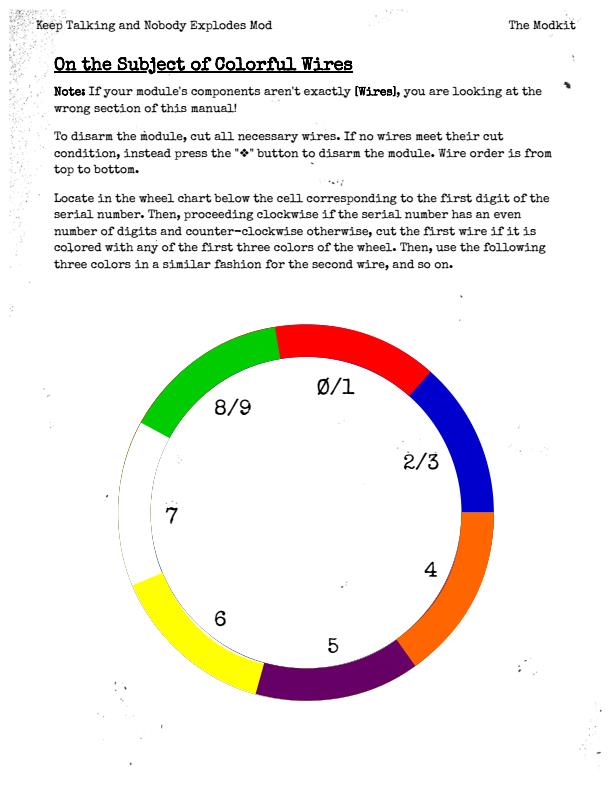 Keep Talking and Nobody Explodes Mod
The Modkit
On the Subject of Colorful Wires
Note: If your module's components aren't exactly [Wires], you are looking at the
wrong section of this manual!
To disarm the module, cut all necessary wires. If no wires meet their cut
condition, instead press the "❖" button to disarm the module. Wire order is from
top to bottom.
Locate in the wheel chart below the cell corresponding to the first digit of the
serial number. Then, proceeding clockwise if the serial number has an even
number of digits and counter-clockwise otherwise, cut the first wire if it is
colored with any of the first three colors of the wheel. Then, use the following
three colors in a similar fashion for the second wire, and so on.
0/1
8/9
2/3
7
4
6
5